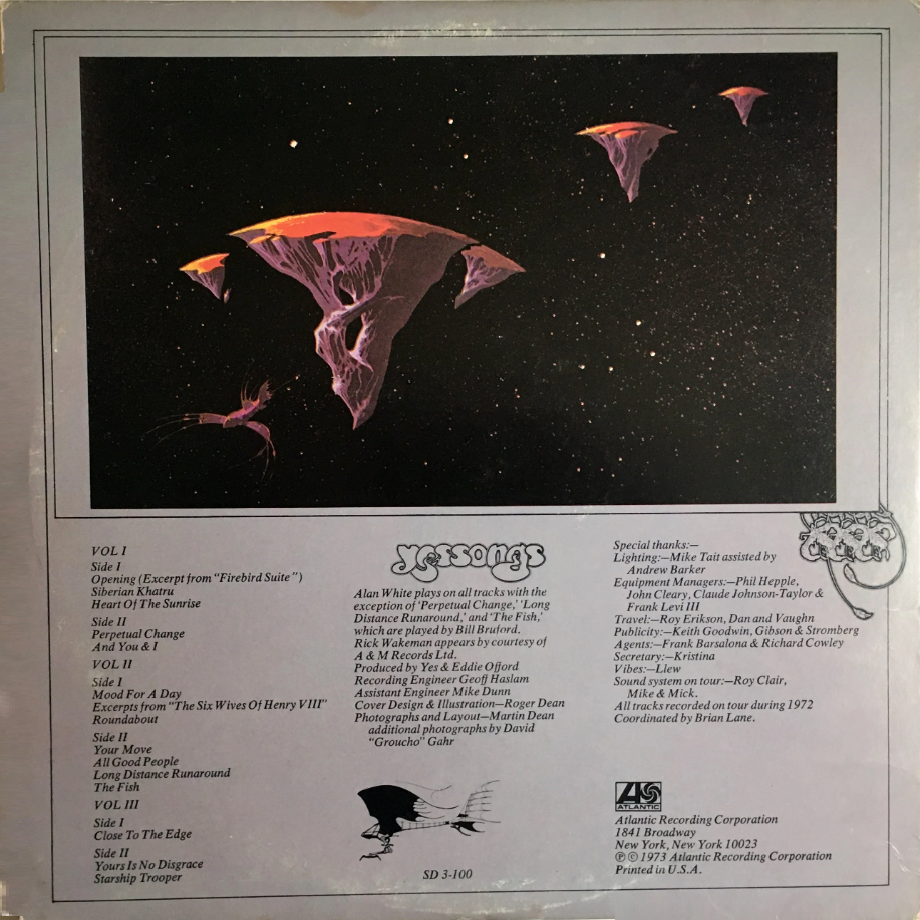 VOL I
Side I
Opening (Excerpt from “Firebird Suite”)
Siberian Khatru
Heart Of The Sunrise
Side II
Perpetual Change
And You & I
VOL II
Side I
Mood For A Day
Excerpts from “The Six Wives Of Henry VIII”
Roundabout
Side II
Your Move
All Good People
Long Distance Runaround
The Fish
VOL III
Side I
Close To The Edge
Side II
Yours Is No Disgrace
Starship Trooper
yessongs
Alan White plays on all tracks with the
exception of ‘Perpetual Change,’ ‘Long
Distance Runaround,’ and ‘The Fish,’
which are played by Bill Bruford.
Rick Wakeman appears by courtesy of
A & M Records Ltd.
Produced by Yes & Eddie Offord
Recording Engineer Geoff Haslam
Assistant Engineer Mike Dunn
Cover Design & Illustration—Roger Dean
Photographs and Layout—Martin Dean
additional photographs by David
“Groucho” Gahr
SD 3-100
Special thanks:—
Lighting:—Mike Tait assisted by
Andrew Barker
Equipment Managers:—Phil Hepple,
John Cleary, Claude Johnson-Taylor &
Frank Levi III
Travel:—Roy Erikson, Dan and Vaughn
Publicity:—Keith Goodwin, Gibson & Stromberg
Agents:—Frank Barsalona & Richard Cowley
Secretary:—Kristina
Vibes:—Llew
Sound system on tour:—Roy Clair,
Mike & Mick.
All tracks recorded on tour during 1972
Coordinated by Brian Lane.
ATLANTIC
Atlantic Recording Corporation
1841 Broadway
New York, New York 10023
℗ © 1973 Atlantic Recording Corporation
Printed in U.S.A.